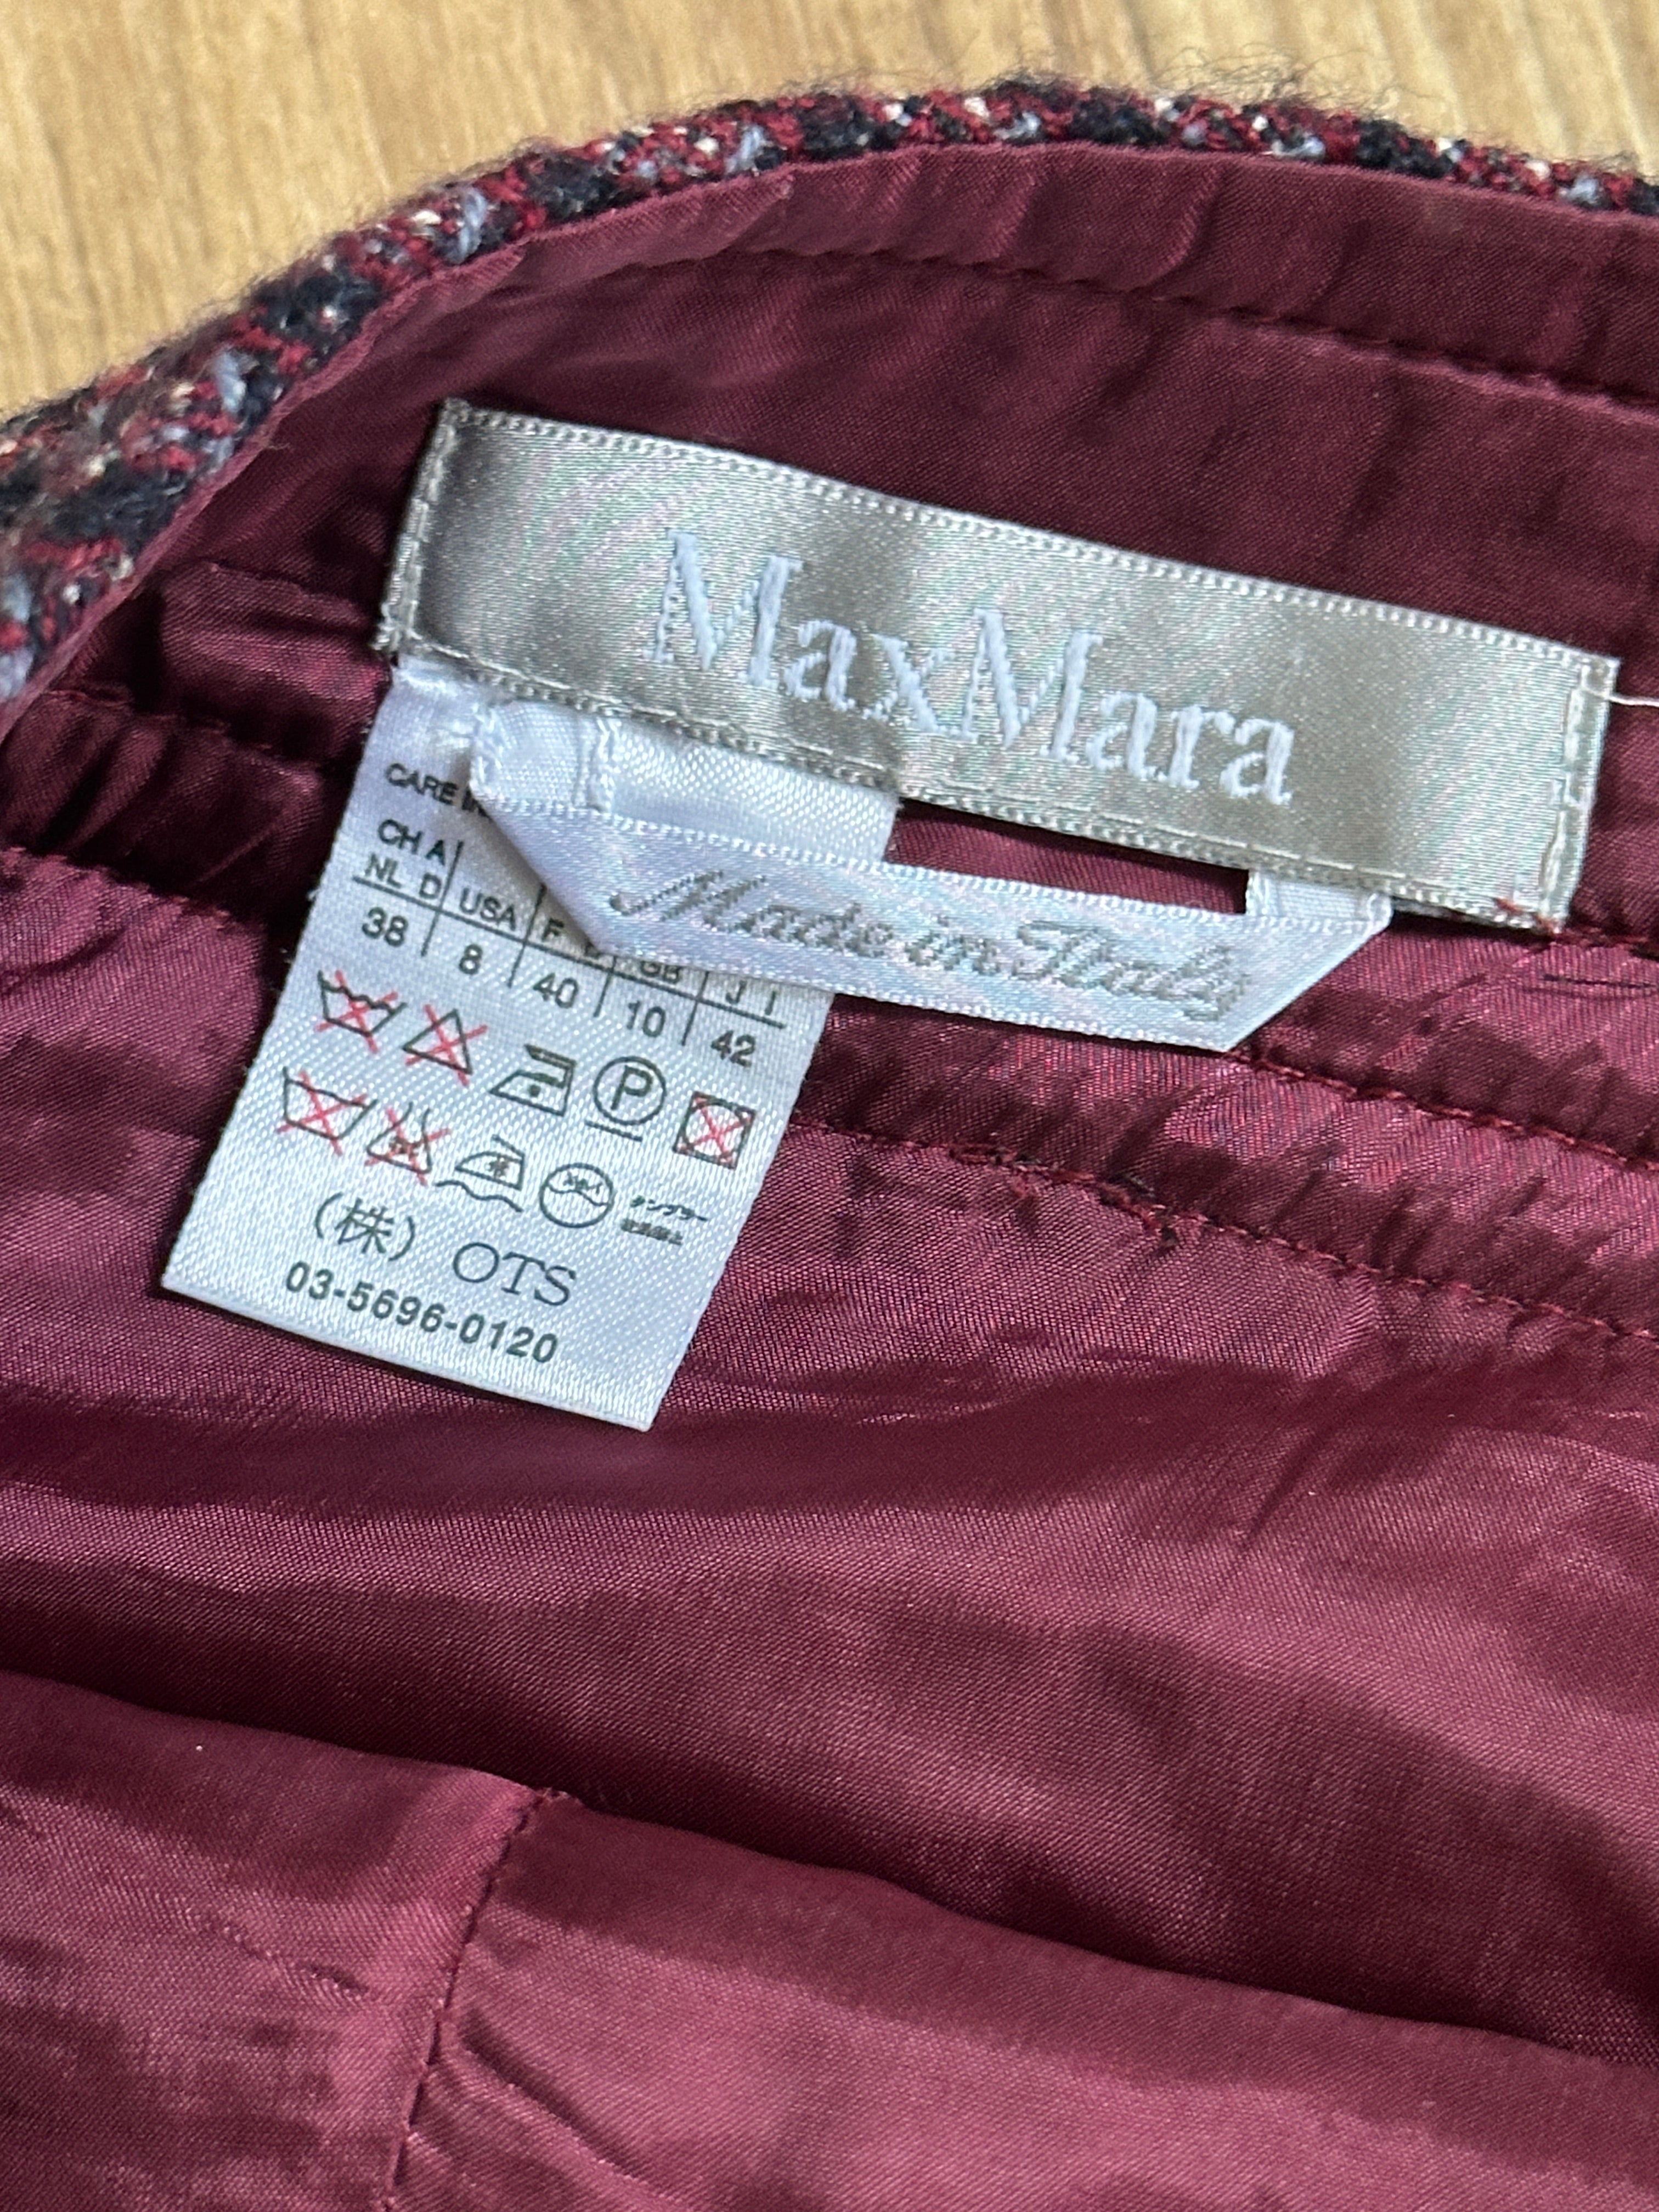 MaxMara
Made in Italy
CARE
CH A
NL D USA F GB J I
38 8 40 10 42
P
(株) OTS
03-5696-0120